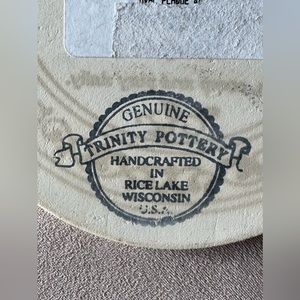 GENUINE
TRINITY POTTERY
HANDCRAFTED
IN
RICE LAKE
WISCONSIN
U.S.A.